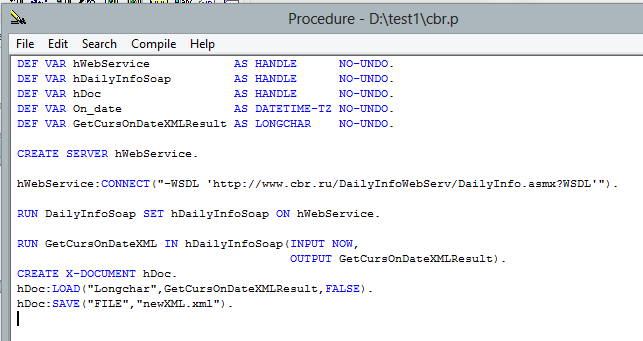 Procedure - D:\test1\cbr.p
File Edit Search Compile Help
DEF VAR hWebService           AS HANDLE      NO-UNDO.
DEF VAR hDailyInfoSoap        AS HANDLE      NO-UNDO.
DEF VAR hDoc                  AS HANDLE      NO-UNDO.
DEF VAR On_date               AS DATETIME-TZ NO-UNDO.
DEF VAR GetCursOnDateXMLResult AS LONGCHAR    NO-UNDO.
CREATE SERVER hWebService.
hWebService:CONNECT("-WSDL 'http://www.cbr.ru/DailyInfoWebServ/DailyInfo.asmx?WSDL'").
RUN DailyInfoSoap SET hDailyInfoSoap ON hWebService.
RUN GetCursOnDateXML IN hDailyInfoSoap(INPUT NOW,
                                       OUTPUT GetCursOnDateXMLResult).
CREATE X-DOCUMENT hDoc.
hDoc:LOAD("Longchar",GetCursOnDateXMLResult,FALSE).
hDoc:SAVE("FILE","newXML.xml").